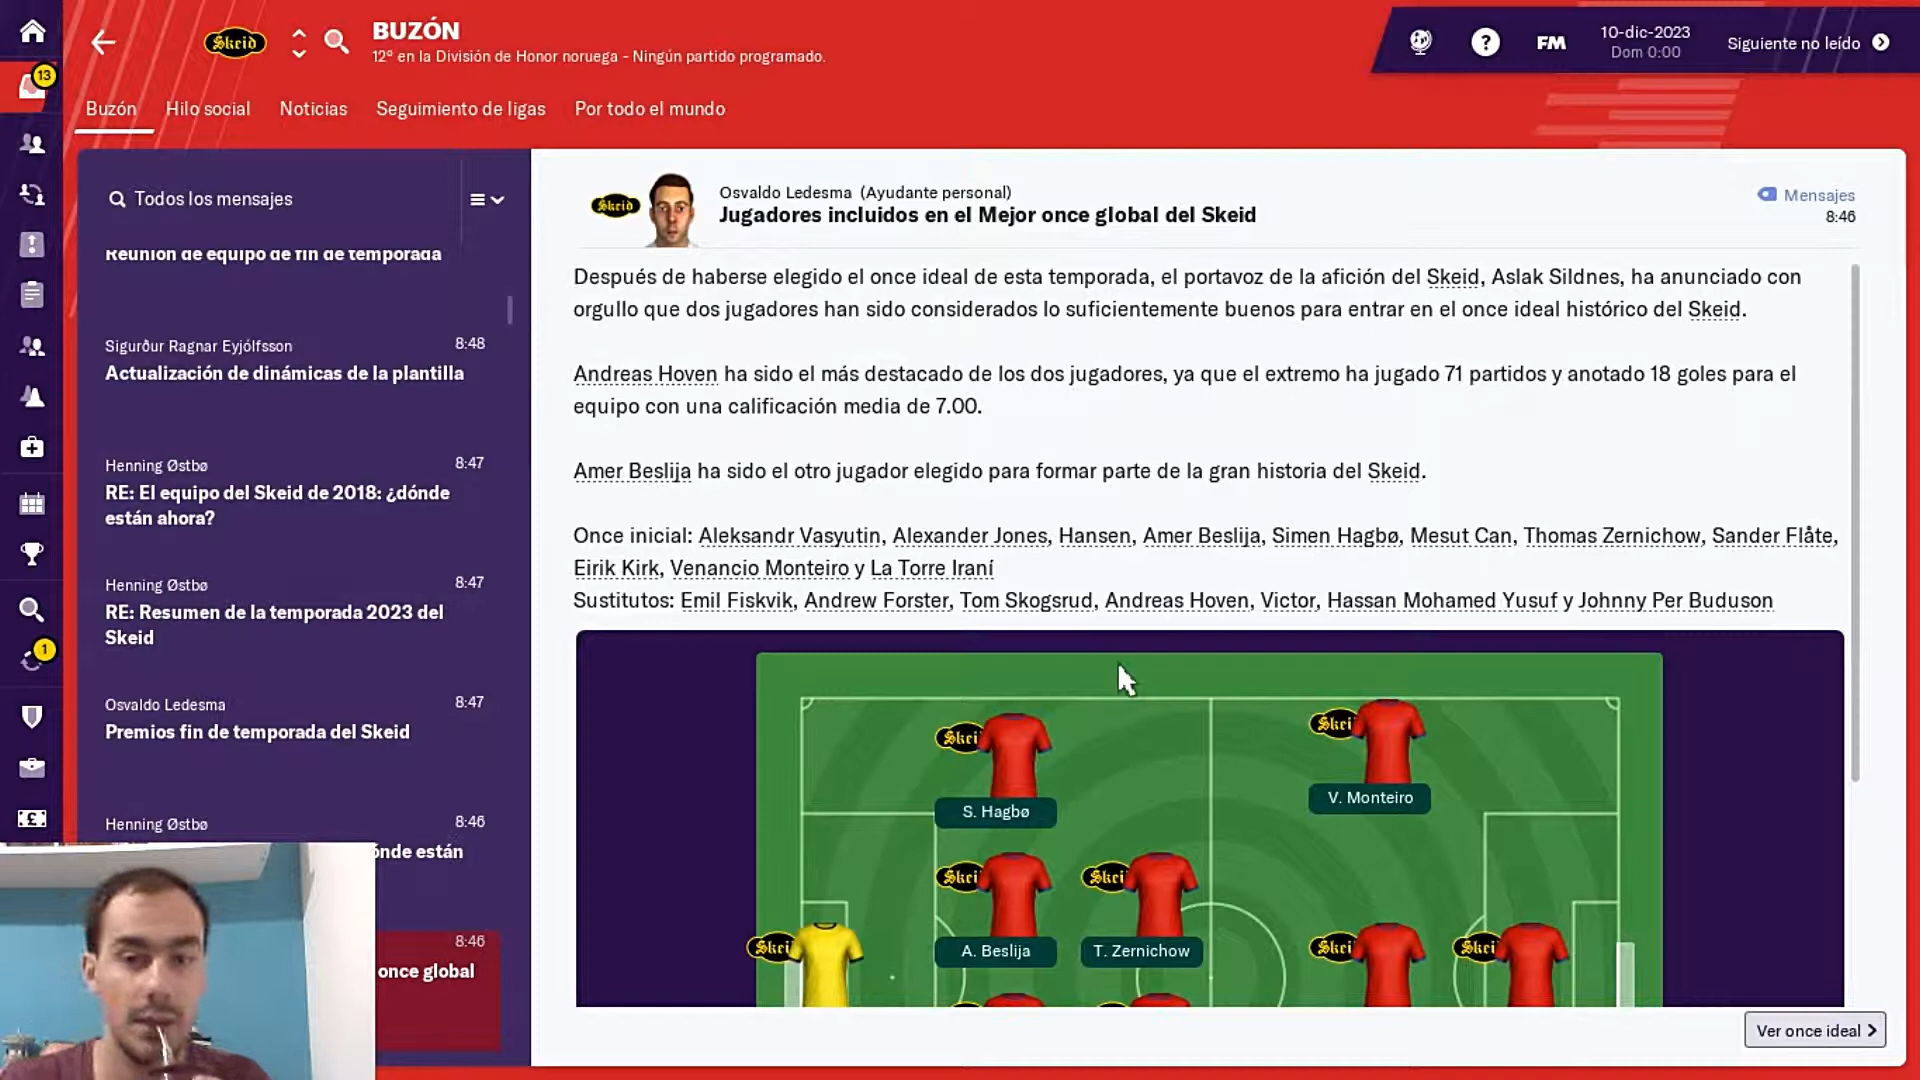 13
Skeid
BUZÓN
12º en la División de Honor noruega - Ningún partido programado.
?
FM
10-dic-2023
Dom 0:00
Siguiente no leído
Buzón
Hilo social
Noticias
Seguimiento de ligas
Por todo el mundo
Todos los mensajes
Reunión de equipo de fin de temporada
Sigurður Ragnar Eyjólfsson
8:48
Actualización de dinámicas de la plantilla
Henning Østbø
8:47
RE: El equipo del Skeid de 2018: ¿dónde
están ahora?
Henning Østbø
8:47
RE: Resumen de la temporada 2023 del
Skeid
1
Osvaldo Ledesma
8:47
Premios fin de temporada del Skeid
Henning Østbø
8:46
ónde están
8:46
once global
Skeid
Osvaldo Ledesma (Ayudante personal)
Jugadores incluidos en el Mejor once global del Skeid
Mensajes
8:46
Después de haberse elegido el once ideal de esta temporada, el portavoz de la afición del Skeid, Aslak Sildnes, ha anunciado con
orgullo que dos jugadores han sido considerados lo suficientemente buenos para entrar en el once ideal histórico del Skeid.
Andreas Hoven ha sido el más destacado de los dos jugadores, ya que el extremo ha jugado 71 partidos y anotado 18 goles para el
equipo con una calificación media de 7.00.
Amer Beslija ha sido el otro jugador elegido para formar parte de la gran historia del Skeid.
Once inicial: Aleksandr Vasyutin, Alexander Jones, Hansen, Amer Beslija, Simen Hagbø, Mesut Can, Thomas Zernichow, Sander Flåte,
Eirik Kirk, Venancio Monteiro y La Torre Iraní
Sustitutos: Emil Fiskvik, Andrew Forster, Tom Skogsrud, Andreas Hoven, Victor, Hassan Mohamed Yusuf y Johnny Per Buduson
Skei
S. Hagbø
Skei
V. Monteiro
Skei
A. Beslija
Skei
T. Zernichow
Skei
Skei
Skei
Ver once ideal